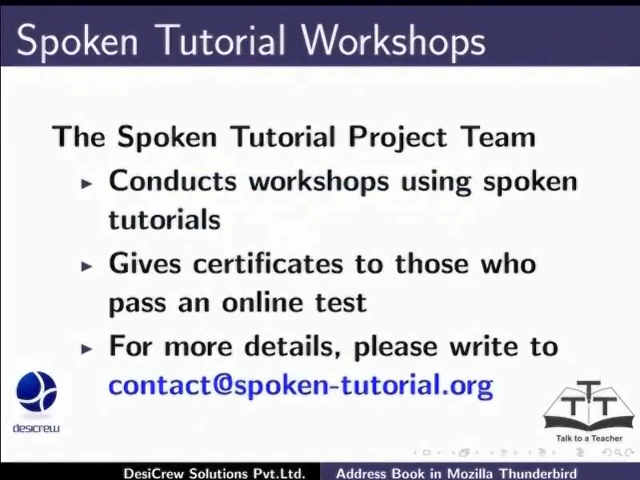 Spoken Tutorial Workshops
The Spoken Tutorial Project Team
Conducts workshops using spoken
tutorials
Gives certificates to those who
pass an online test
For more details, please write to
contact@spoken-tutorial.org
desicrew
Talk to a Teacher
DesiCrew Solutions Pvt.Ltd.
Address Book in Mozilla Thunderbird